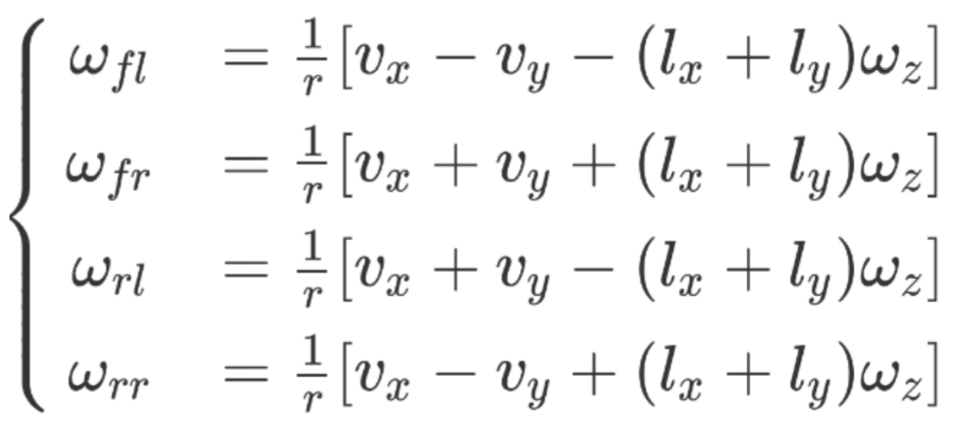 ω_fl = 1/r [v_x − v_y − (l_x + l_y)ω_z]
ω_fr = 1/r [v_x + v_y + (l_x + l_y)ω_z]
ω_rl = 1/r [v_x + v_y − (l_x + l_y)ω_z]
ω_rr = 1/r [v_x − v_y + (l_x + l_y)ω_z]